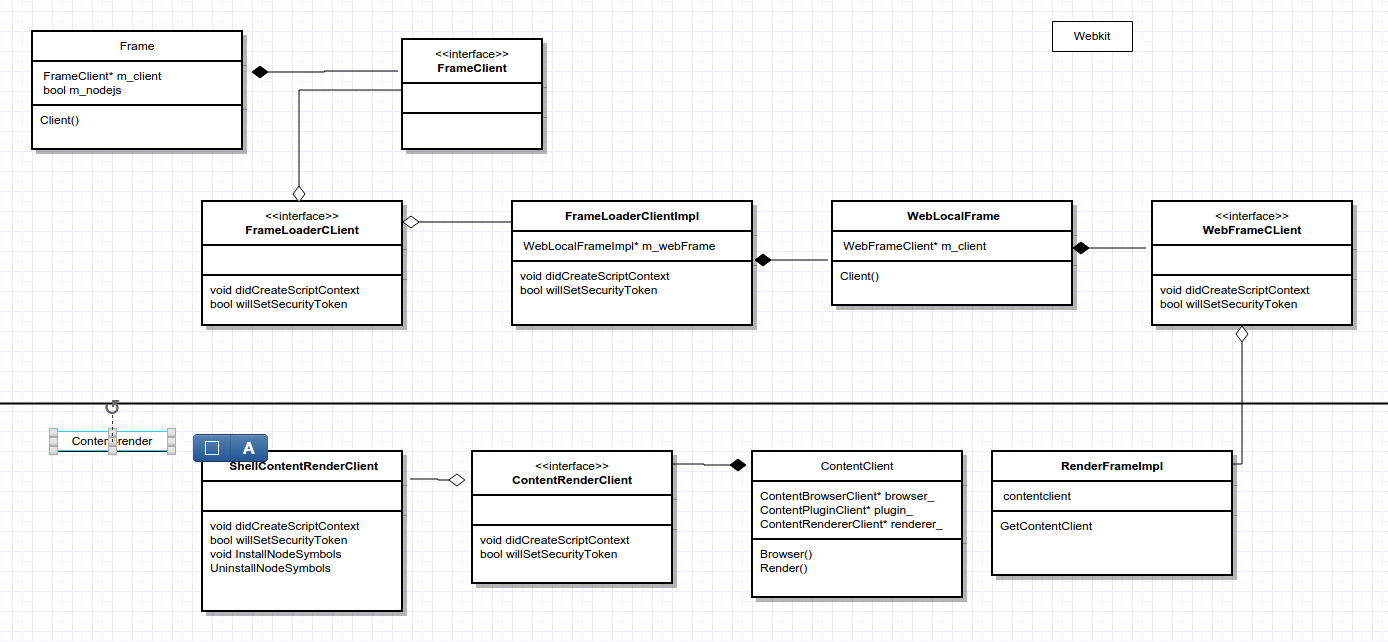 Webkit
Frame
FrameClient* m_client
bool m_nodejs
Client()
<<interface>>
FrameClient
<<interface>>
FrameLoaderCLient
void didCreateScriptContext
bool willSetSecurityToken
FrameLoaderClientImpl
WebLocalFrameImpl* m_webFrame
void didCreateScriptContext
bool willSetSecurityToken
WebLocalFrame
WebFrameClient* m_client
Client()
<<interface>>
WebFrameCLient
void didCreateScriptContext
bool willSetSecurityToken
Content render
A
ShellContentRenderClient
void didCreateScriptContext
bool willSetSecurityToken
void InstallNodeSymbols
UninstallNodeSymbols
<<interface>>
ContentRenderClient
void didCreateScriptContext
bool willSetSecurityToken
ContentClient
ContentBrowserClient* browser_
ContentPluginClient* plugin_
ContentRendererClient* renderer_
Browser()
Render()
RenderFrameImpl
contentclient
GetContentClient